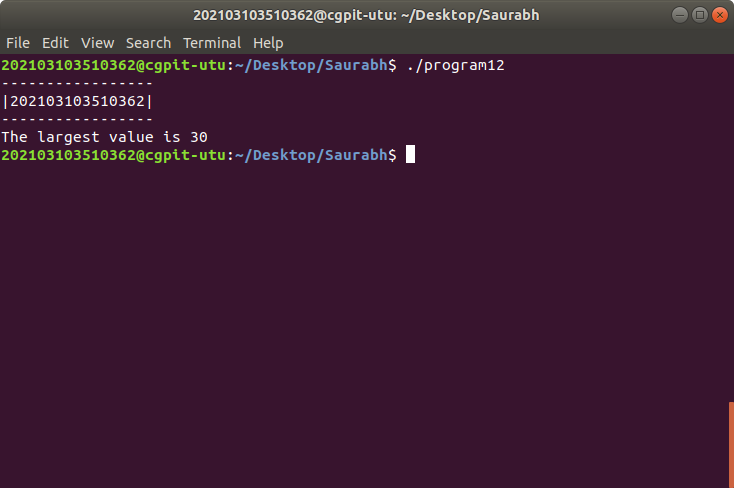 202103103510362@cgpit-utu: ~/Desktop/Saurabh
File Edit View Search Terminal Help
202103103510362@cgpit-utu:~/Desktop/Saurabh$ ./program12
-----------------
|202103103510362|
-----------------
The largest value is 30
202103103510362@cgpit-utu:~/Desktop/Saurabh$